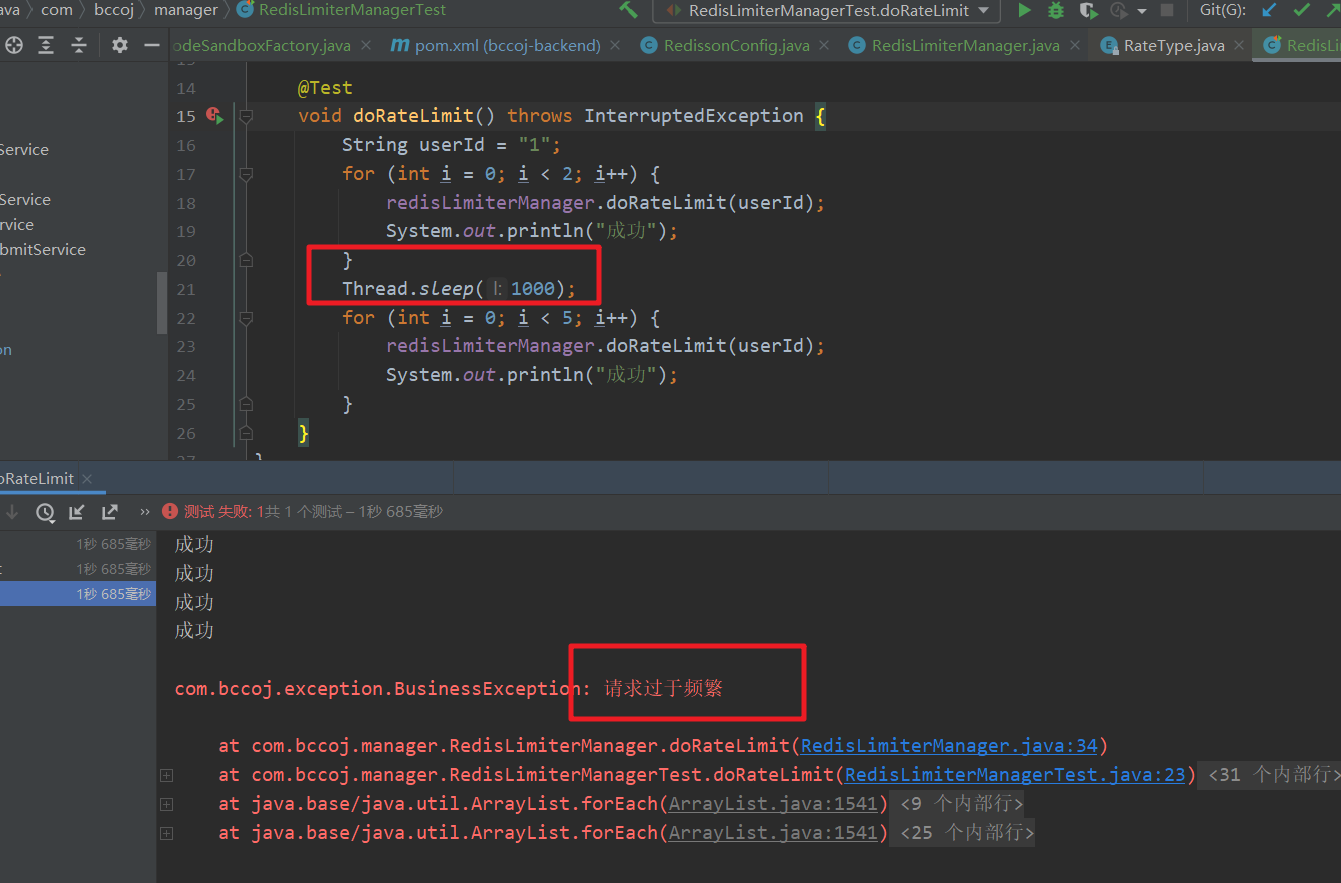 ava 〉 com 〉 bccoj 〉 manager 〉 RedisLimiterManagerTest
RedisLimiterManagerTest.doRateLimit
Git(G):
odeSandboxFactory.java ×
m pom.xml (bccoj-backend) ×
C RedissonConfig.java ×
C RedisLimiterManager.java ×
E RateType.java ×
C RedisLi
Service
Service
rvice
bmitService
on
14 @Test
15 void doRateLimit() throws InterruptedException {
16 String userId = "1";
17 for (int i = 0; i < 2; i++) {
18 redisLimiterManager.doRateLimit(userId);
19 System.out.println("成功");
20 }
21 Thread.sleep( l: 1000);
22 for (int i = 0; i < 5; i++) {
23 redisLimiterManager.doRateLimit(userId);
24 System.out.println("成功");
25 }
26 }
27 }
oRateLimit ×
» 测试 失败: 1共 1 个测试 – 1秒 685毫秒
1秒 685毫秒
1秒 685毫秒
1秒 685毫秒
成功
成功
成功
成功
com.bccoj.exception.BusinessException: 请求过于频繁
at com.bccoj.manager.RedisLimiterManager.doRateLimit(RedisLimiterManager.java:34)
at com.bccoj.manager.RedisLimiterManagerTest.doRateLimit(RedisLimiterManagerTest.java:23) <31 个内部行>
at java.base/java.util.ArrayList.forEach(ArrayList.java:1541) <9 个内部行>
at java.base/java.util.ArrayList.forEach(ArrayList.java:1541) <25 个内部行>